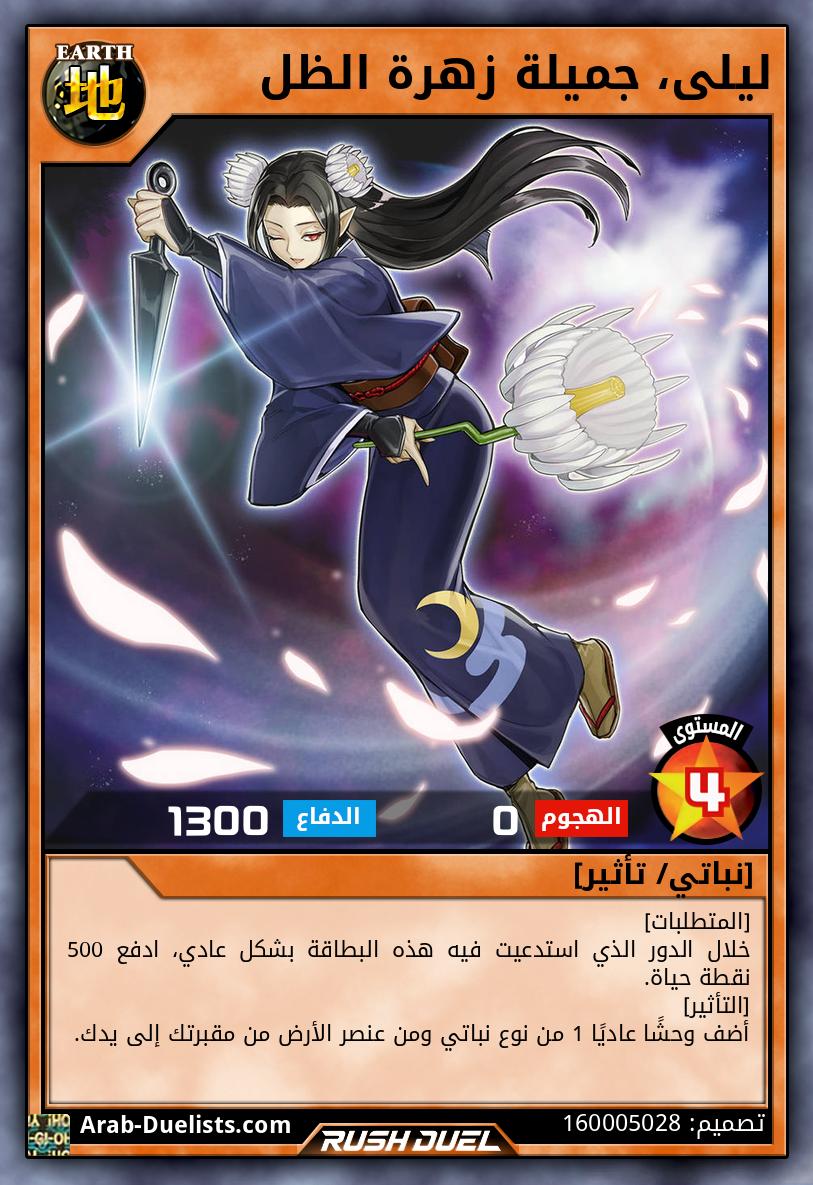 EARTH
地
ليلى، جميلة زهرة الظل
المستوى
4
الهجوم 0 الدفاع 1300
[نباتي/ تأثير]
[المتطلبات]
خلال الدور الذي استدعيت فيه هذه البطاقة بشكل عادي، ادفع 500
نقطة حياة.
[التأثير]
أضف وحشًا عاديًا 1 من نوع نباتي ومن عنصر الأرض من مقبرتك إلى يدك.
تصميم: 160005028
RUSH DUEL
Arab-Duelists.com